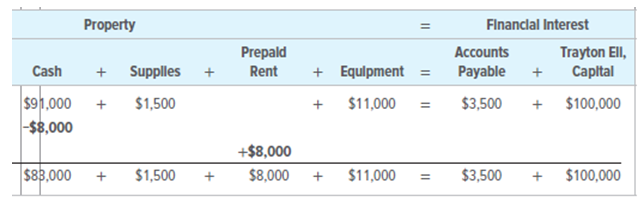 Property = Financial Interest
Prepaid Accounts Trayton Ell,
Cash + Supplies + Rent + Equipment = Payable + Capital
$91,000 + $1,500 + $11,000 = $3,500 + $100,000
-$8,000
+$8,000
$83,000 + $1,500 + $8,000 + $11,000 = $3,500 + $100,000